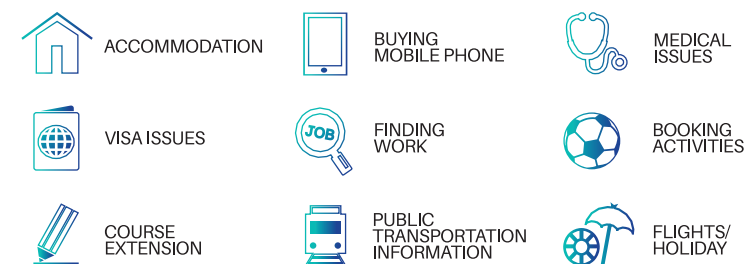 ACCOMMODATION
BUYING
MOBILE PHONE
MEDICAL
ISSUES
VISA ISSUES
JOB
FINDING
WORK
BOOKING
ACTIVITIES
COURSE
EXTENSION
PUBLIC
TRANSPORTATION
INFORMATION
FLIGHTS/
HOLIDAY